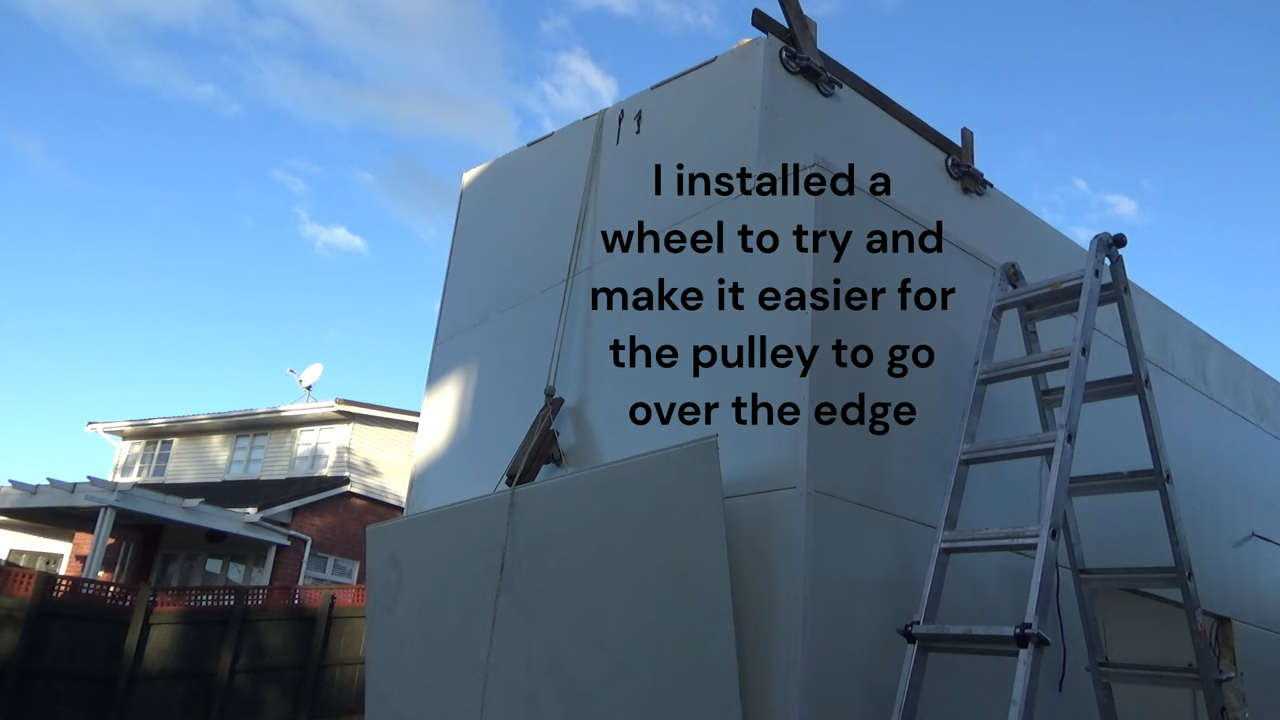 I installed a
wheel to try and
make it easier for
the pulley to go
over the edge